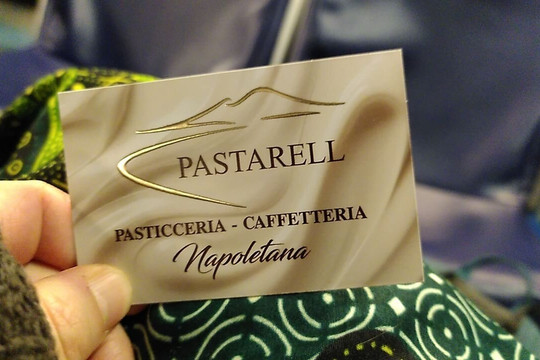 PASTARELL
PASTICCERIA - CAFFETTERIA
Napoletana